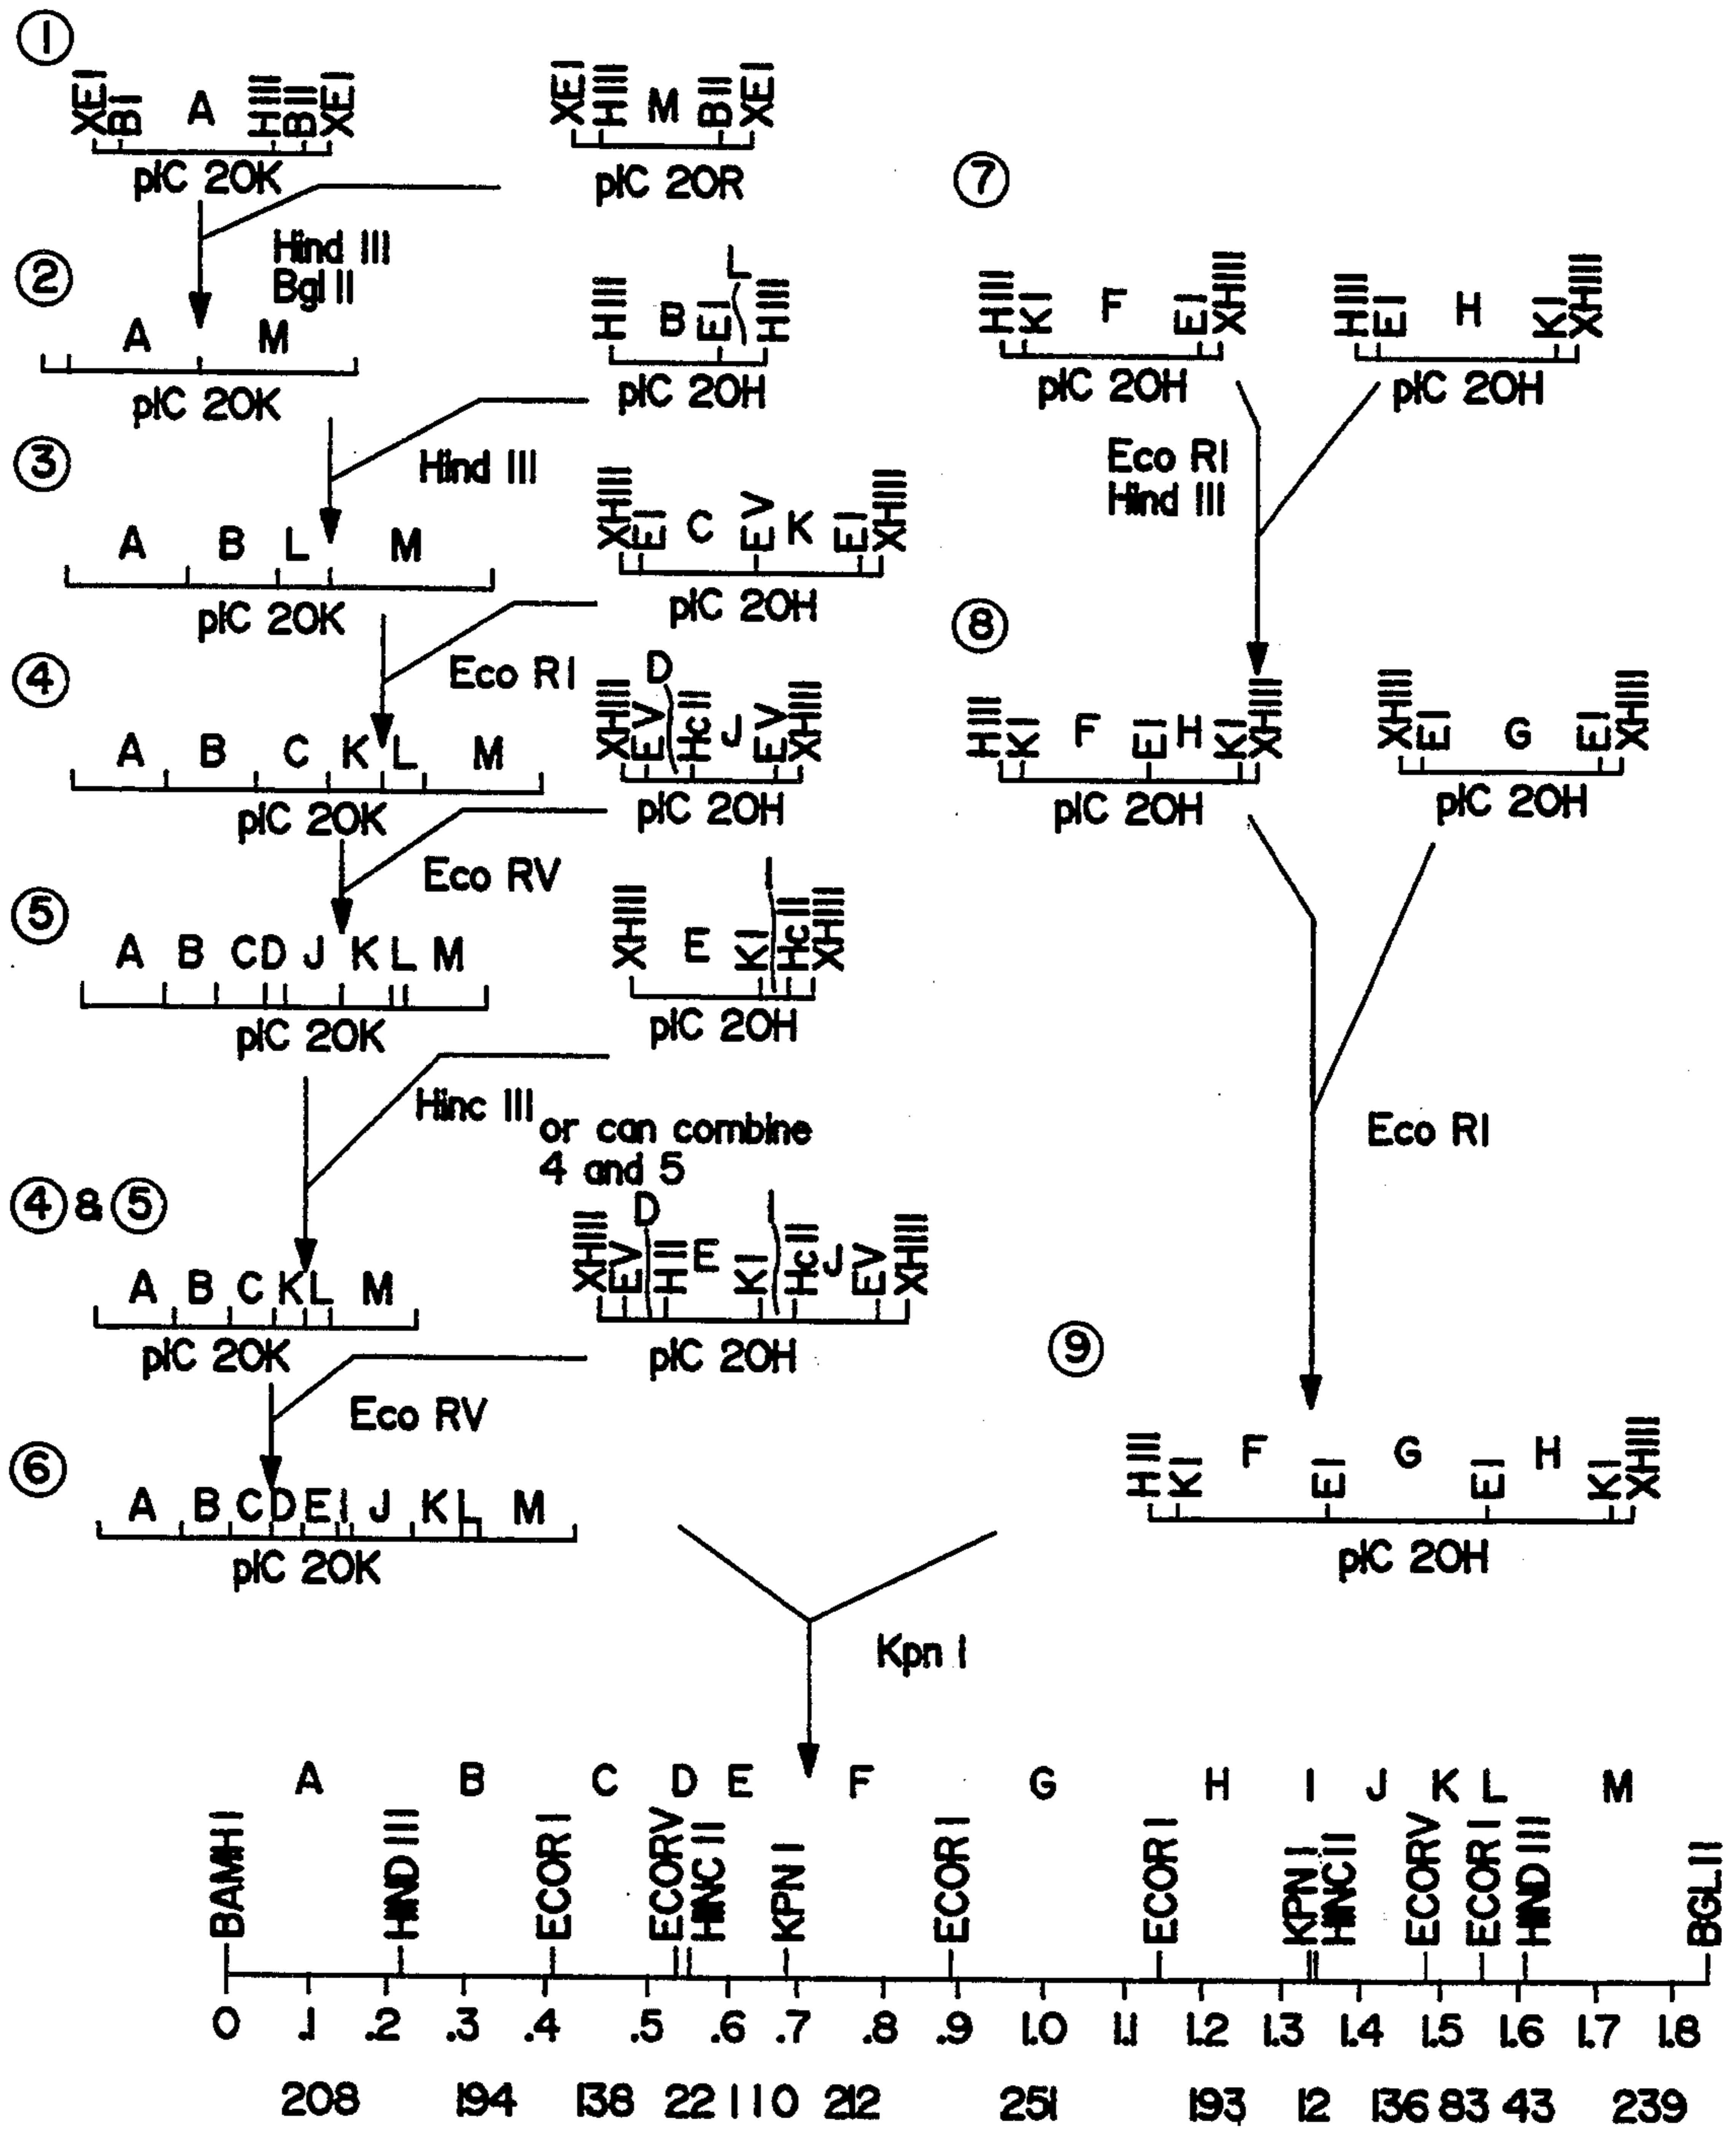 ①
XEI BI A HIII BII XEI
pIC 20K
XEI HIII M BII XEI
pIC 20R
Hind III
Bgl II
②
A M
pIC 20K
HIII B EI L HIII
pIC 20H
Hind III
③
A B L M
pIC 20K
XHIII EI C EV K EI XHIII
pIC 20H
Eco RI
④
A B C K L M
pIC 20K
XHIII EV D HcII J EV XHIII
pIC 20H
Eco RV
⑤
A B C D J K L M
pIC 20K
XHIII E KI I HcII XHIII
pIC 20H
Hinc III
or can combine
4 and 5
④ & ⑤
A B C K L M
pIC 20K
XHIII EV D HII E KI I HcII J EV XHIII
pIC 20H
Eco RV
⑥
A B C D E I J K L M
pIC 20K
⑦
HIII KI F EI XHIII
pIC 20H
HIII EI H KI XHIII
pIC 20H
Eco RI
Hind III
⑧
HIII KI F EI H KI XHIII
pIC 20H
XHIII EI G EI XHIII
pIC 20H
Eco RI
⑨
HIII KI F EI G EI H KI XHIII
pIC 20H
Kpn I
A B C D E F G H I J K L M
BAMH I HIND III ECOR I ECORV HINC II KPN I ECOR I ECOR I KPN I HINC II ECORV ECOR I HIND III BGL II
0 .1 .2 .3 .4 .5 .6 .7 .8 .9 1.0 1.1 1.2 1.3 1.4 1.5 1.6 1.7 1.8
208 194 138 22 110 212 251 193 12 136 83 43 239